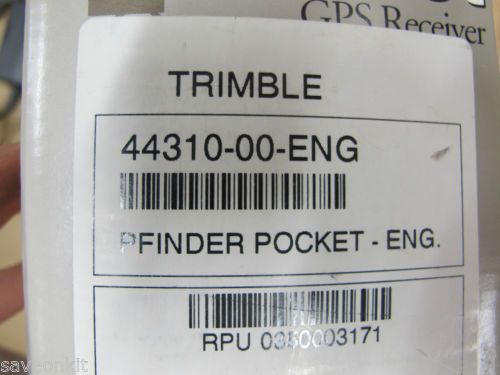 GPS Receiver
TRIMBLE
44310-00-ENG
PFINDER POCKET - ENG.
RPU 0350003171
sav-onkit